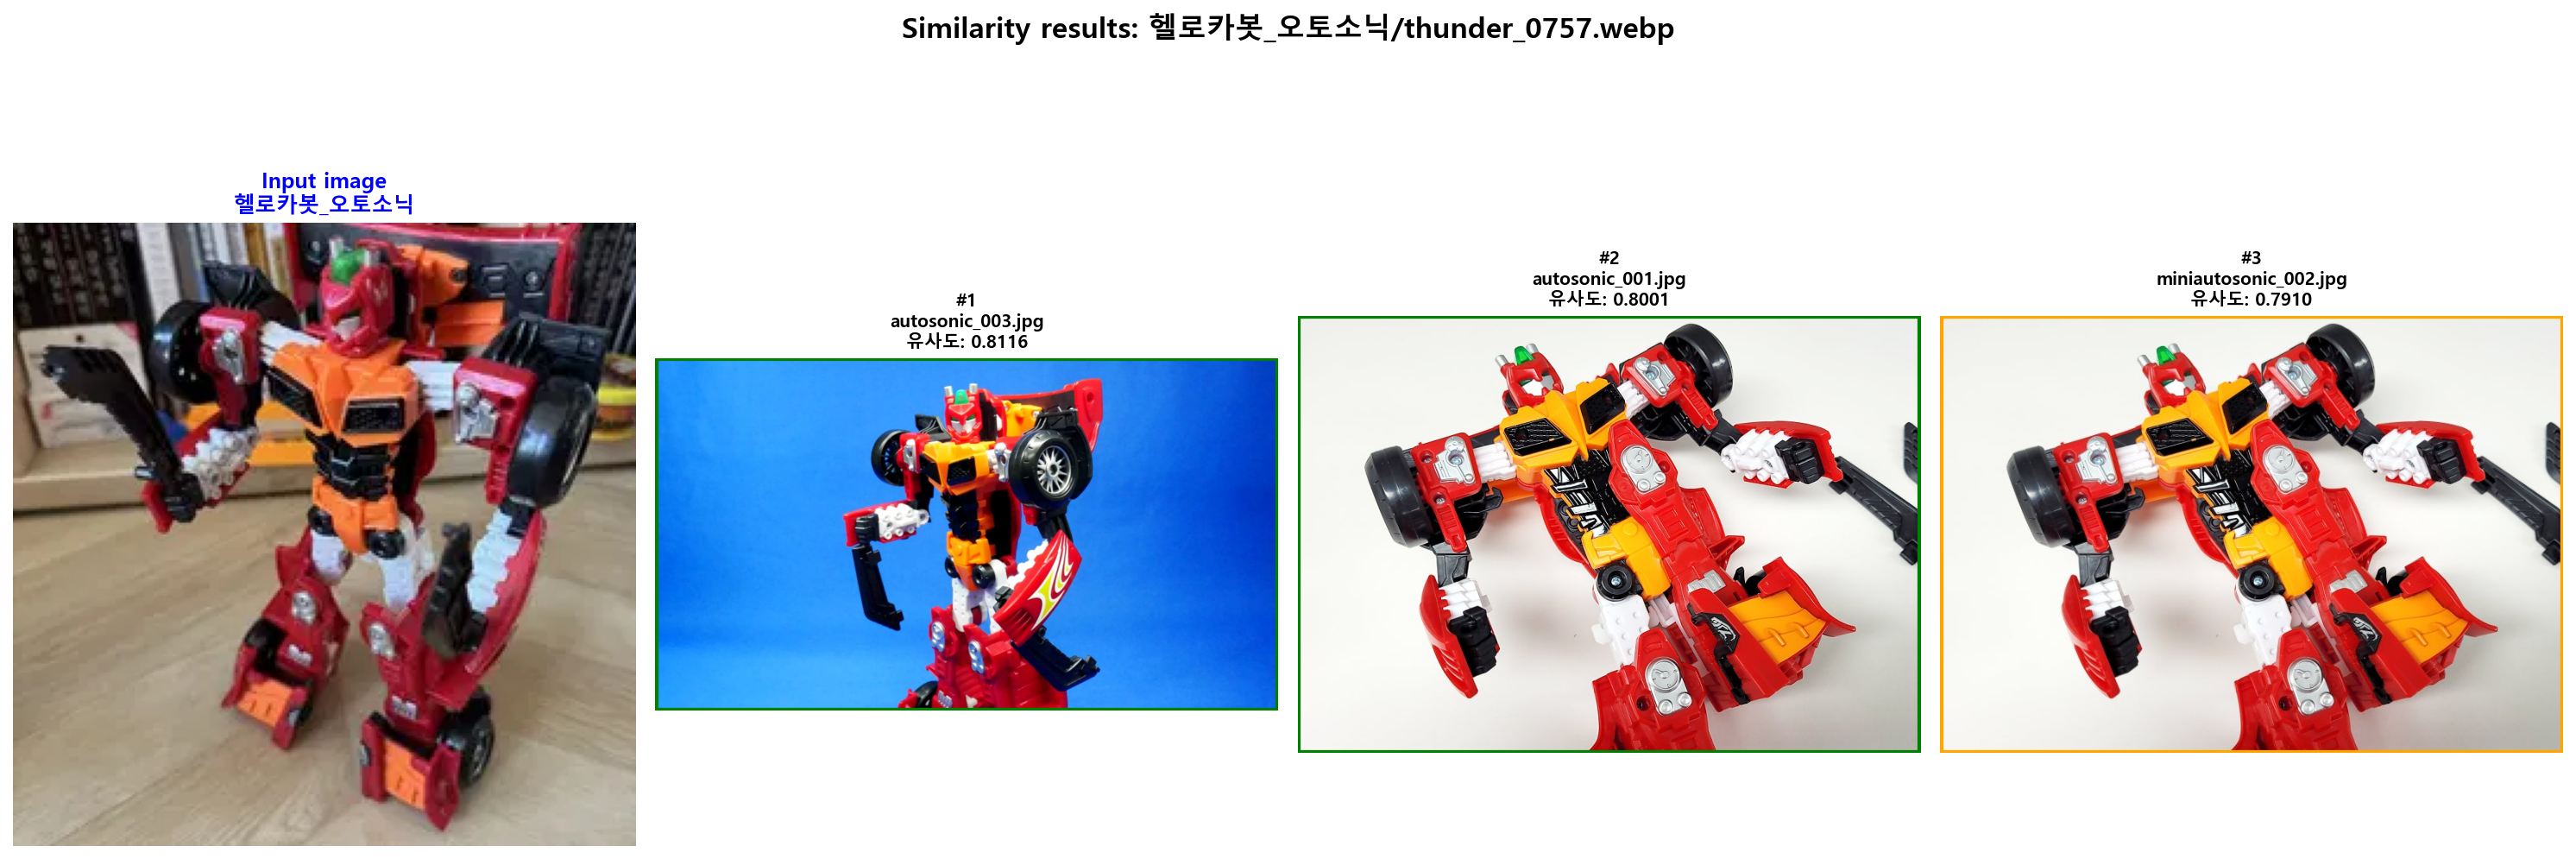 Similarity results: 헬로카봇_오토소닉/thunder_0757.webp
Input image
헬로카봇_오토소닉
#1
autosonic_003.jpg
유사도: 0.8116
#2
autosonic_001.jpg
유사도: 0.8001
#3
miniautosonic_002.jpg
유사도: 0.7910